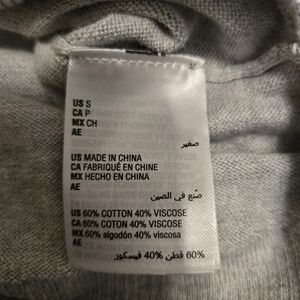 US S
CA P
MX CH
AE
صغير
US MADE IN CHINA
CA FABRIQUÉ EN CHINE
MX HECHO EN CHINA
AE
صُنع في الصين
US 60% COTTON 40% VISCOSE
CA 60% COTON 40% VISCOSE
MX 60% algodón 40% viscosa
AE
60% قطن 40% فيسكوز